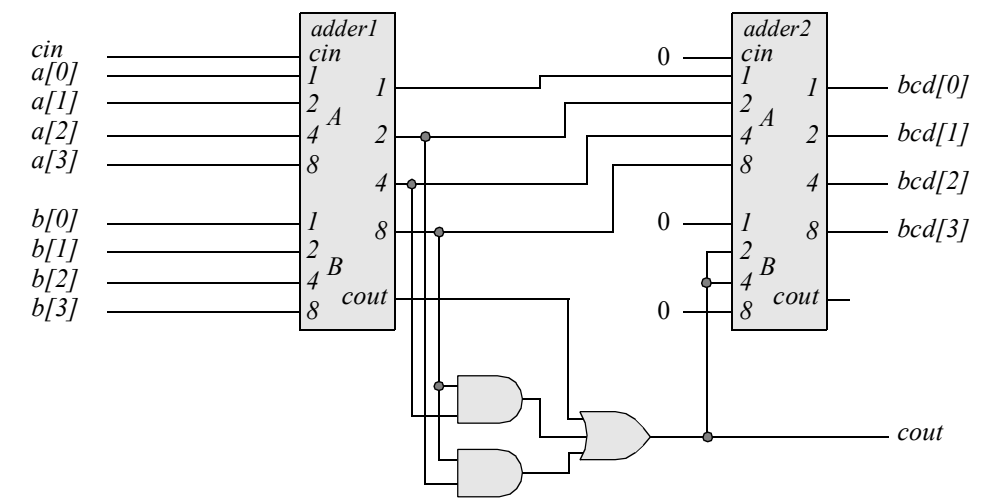 adder1
adder2
cin
cin
0
cin
a[0]
1
1
1
1
bcd[0]
a[1]
2
2
A
A
a[2]
4
2
4
2
bcd[1]
a[3]
8
8
4
4
bcd[2]
b[0]
1
8
0
1
8
bcd[3]
b[1]
2
2
B
B
b[2]
4
4
cout
cout
b[3]
8
0
8
cout